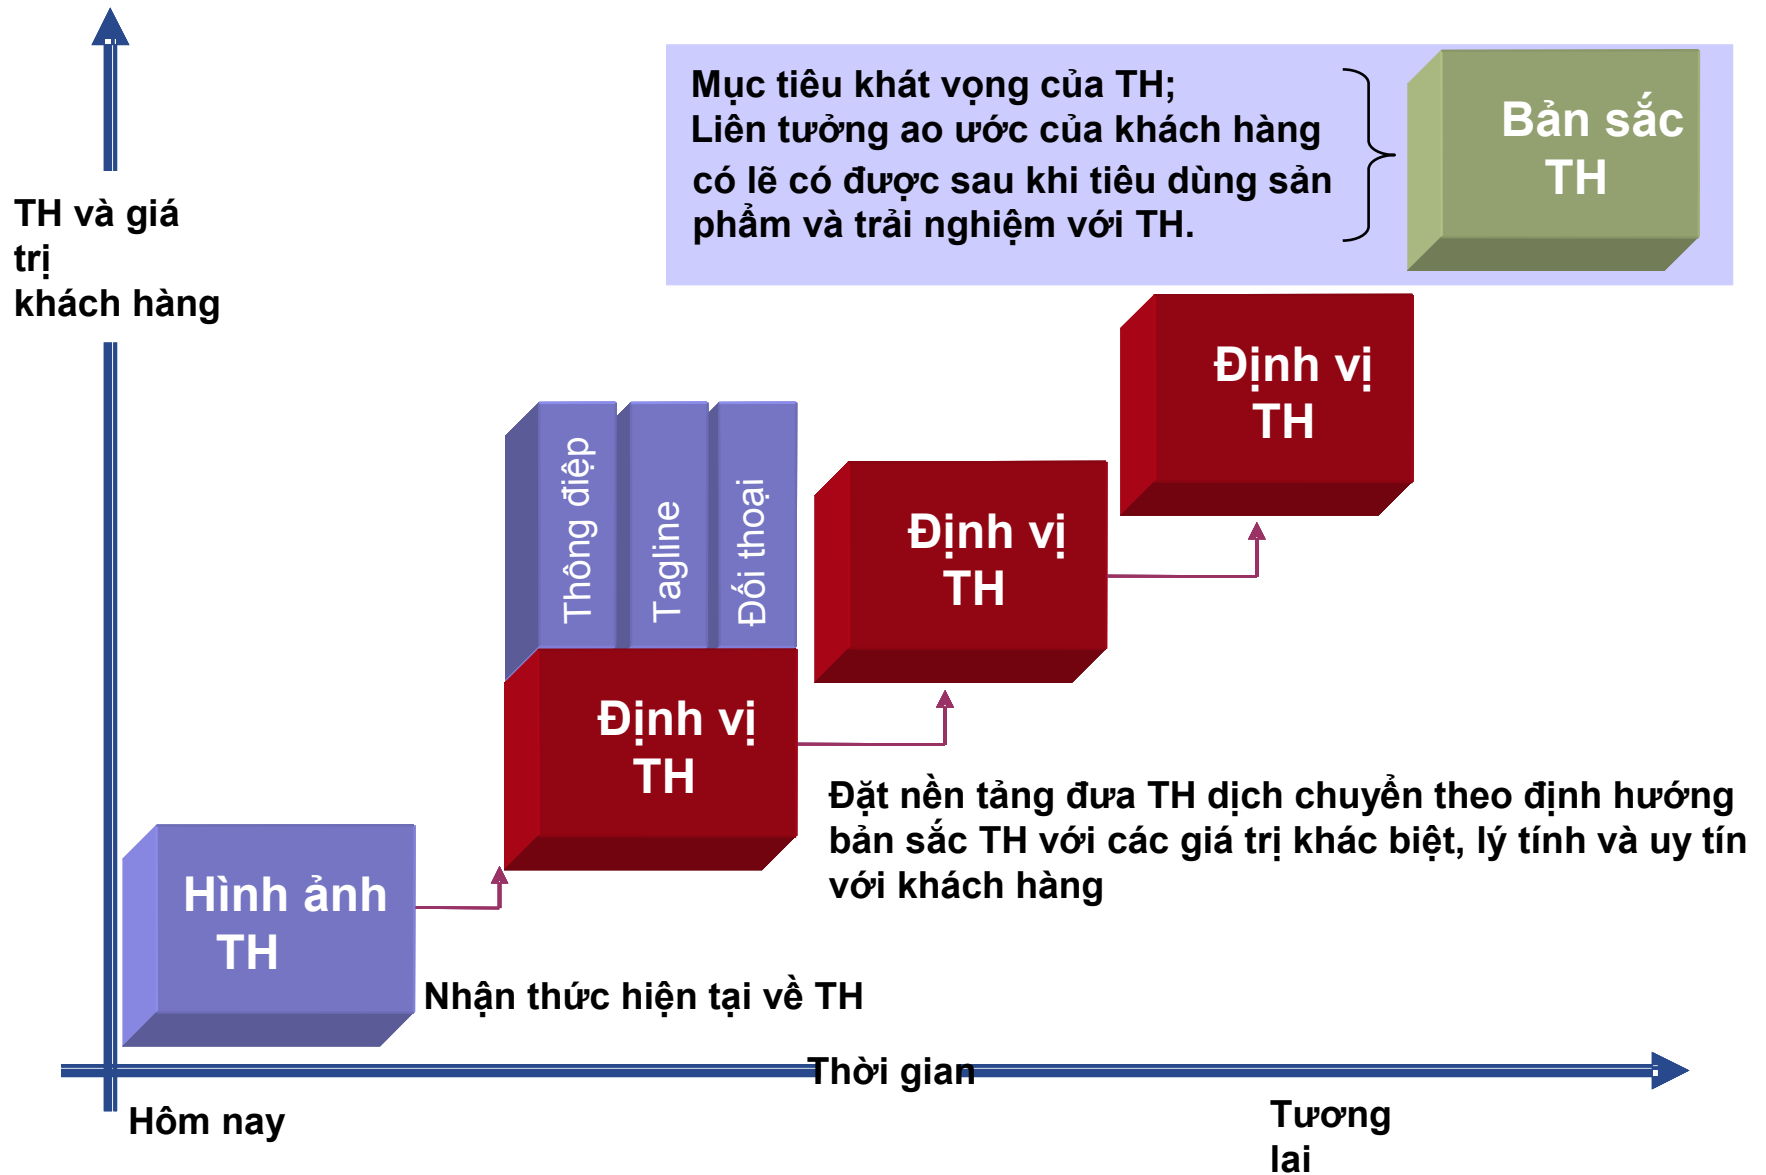 Mục tiêu khát vọng của TH;
Liên tưởng ao ước của khách hàng
có lẽ có được sau khi tiêu dùng sản
phẩm và trải nghiệm với TH.
Bản sắc
TH
TH và giá
trị
khách hàng
Định vị
TH
Thông điệp
Tagline
Đối thoại
Định vị
TH
Định vị
TH
Đặt nền tảng đưa TH dịch chuyển theo định hướng
bản sắc TH với các giá trị khác biệt, lý tính và uy tín
với khách hàng
Hình ảnh
TH
Nhận thức hiện tại về TH
Thời gian
Hôm nay
Tương
lai